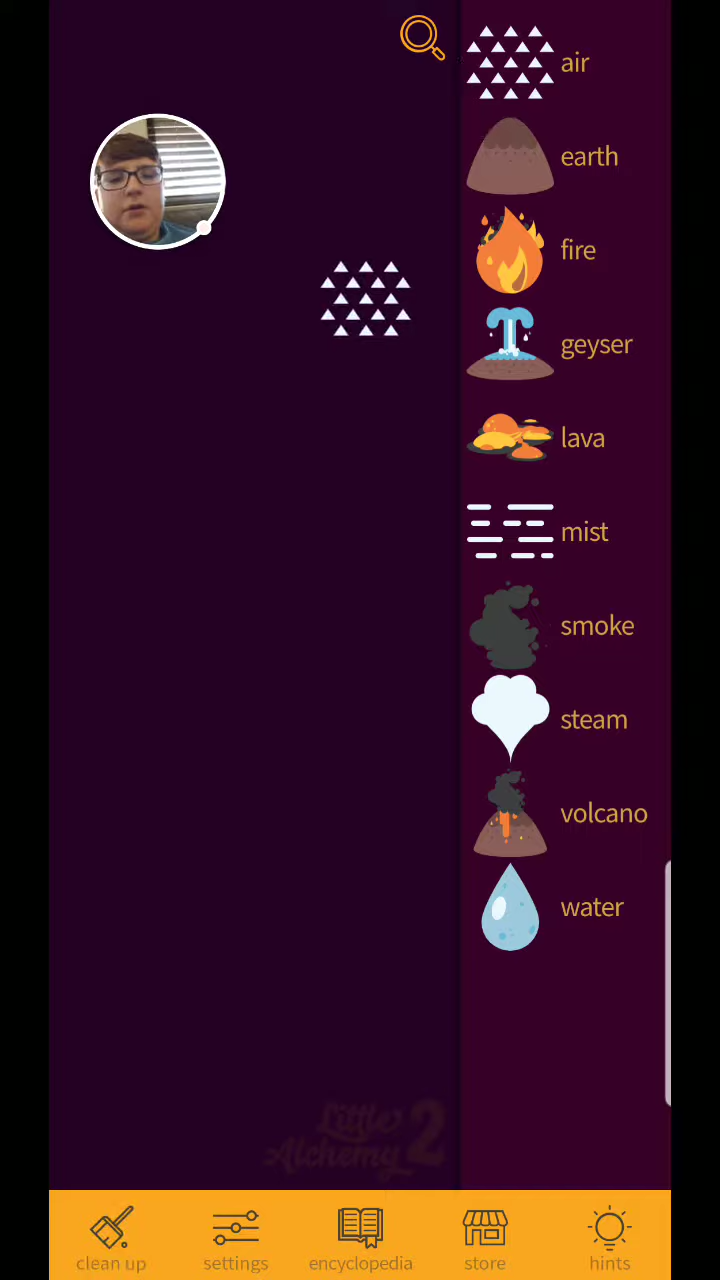 air
earth
fire
geyser
lava
mist
smoke
steam
volcano
water
Little
Alchemy 2
clean up
settings
encyclopedia
store
hints